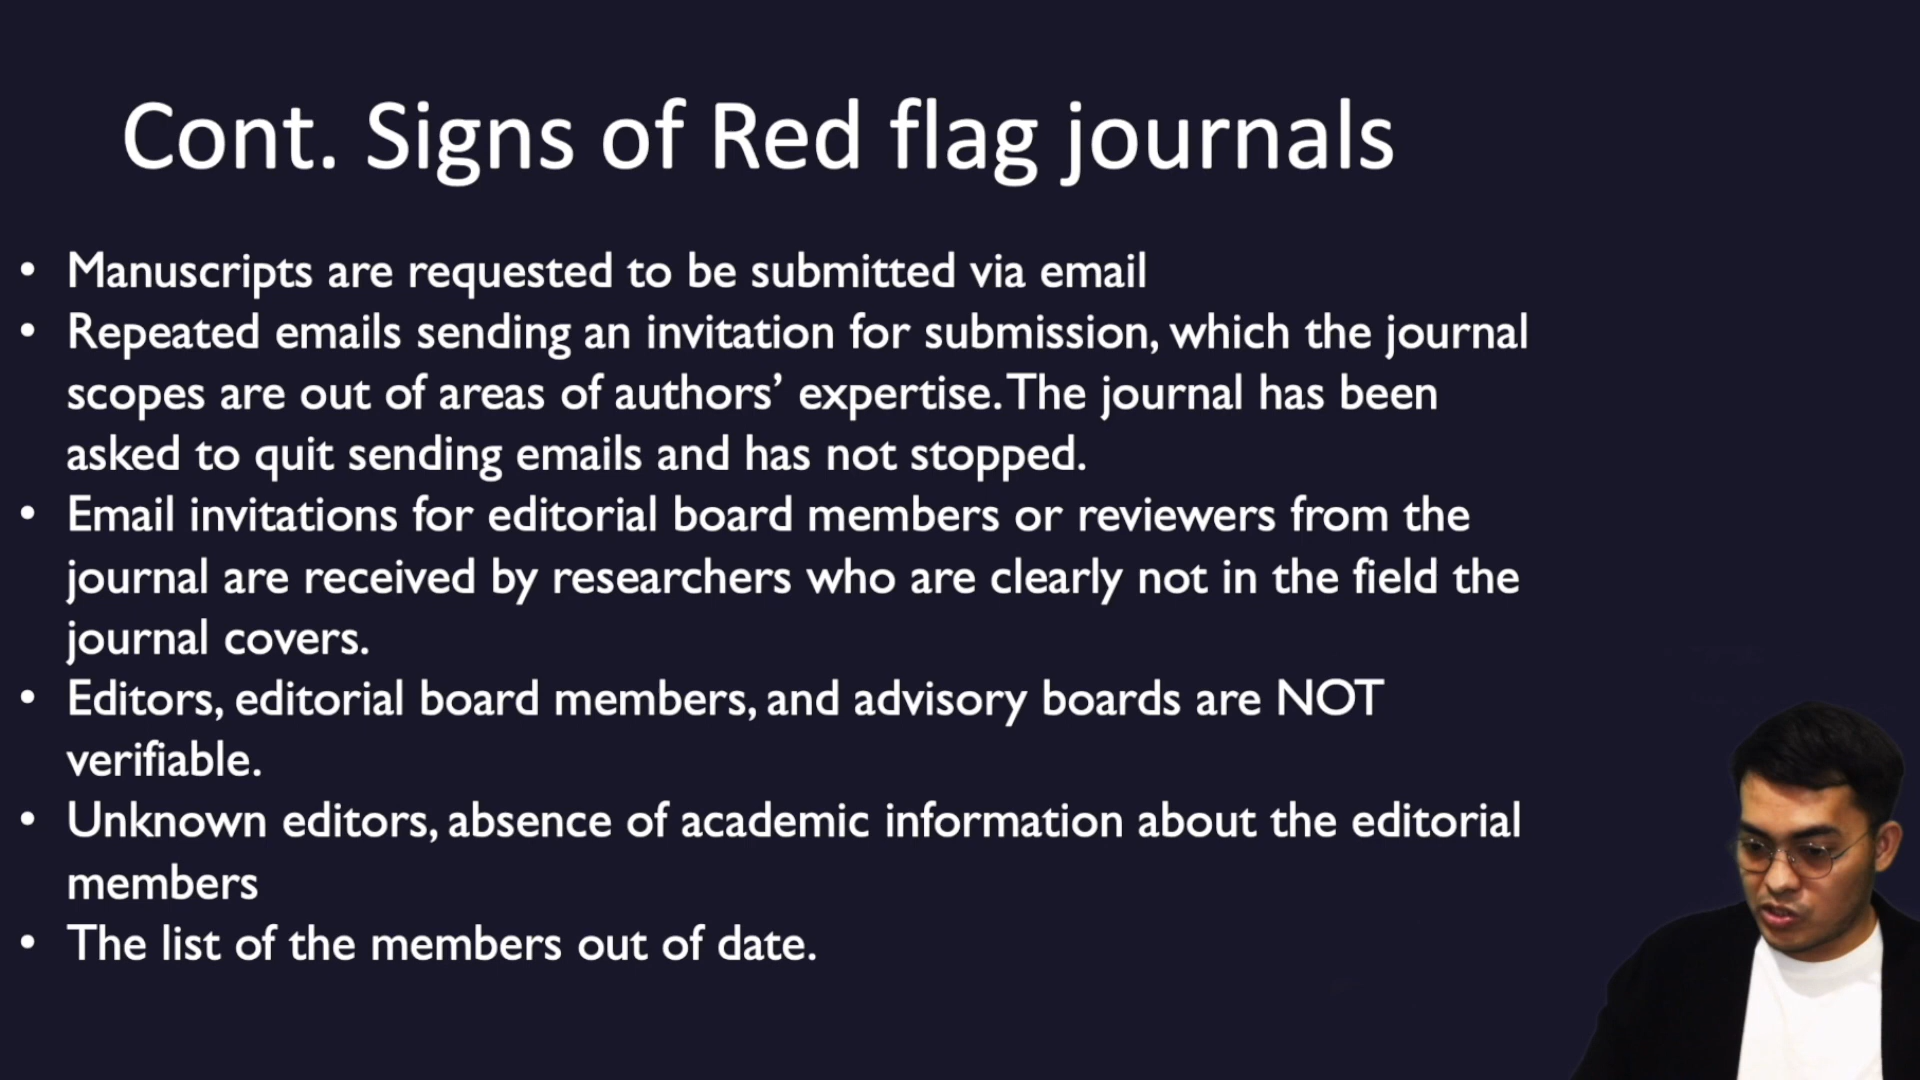 Cont. Signs of Red flag journals
• Manuscripts are requested to be submitted via email
• Repeated emails sending an invitation for submission, which the journal
scopes are out of areas of authors’ expertise. The journal has been
asked to quit sending emails and has not stopped.
• Email invitations for editorial board members or reviewers from the
journal are received by researchers who are clearly not in the field the
journal covers.
• Editors, editorial board members, and advisory boards are NOT
verifiable.
• Unknown editors, absence of academic information about the editorial
members
• The list of the members out of date.